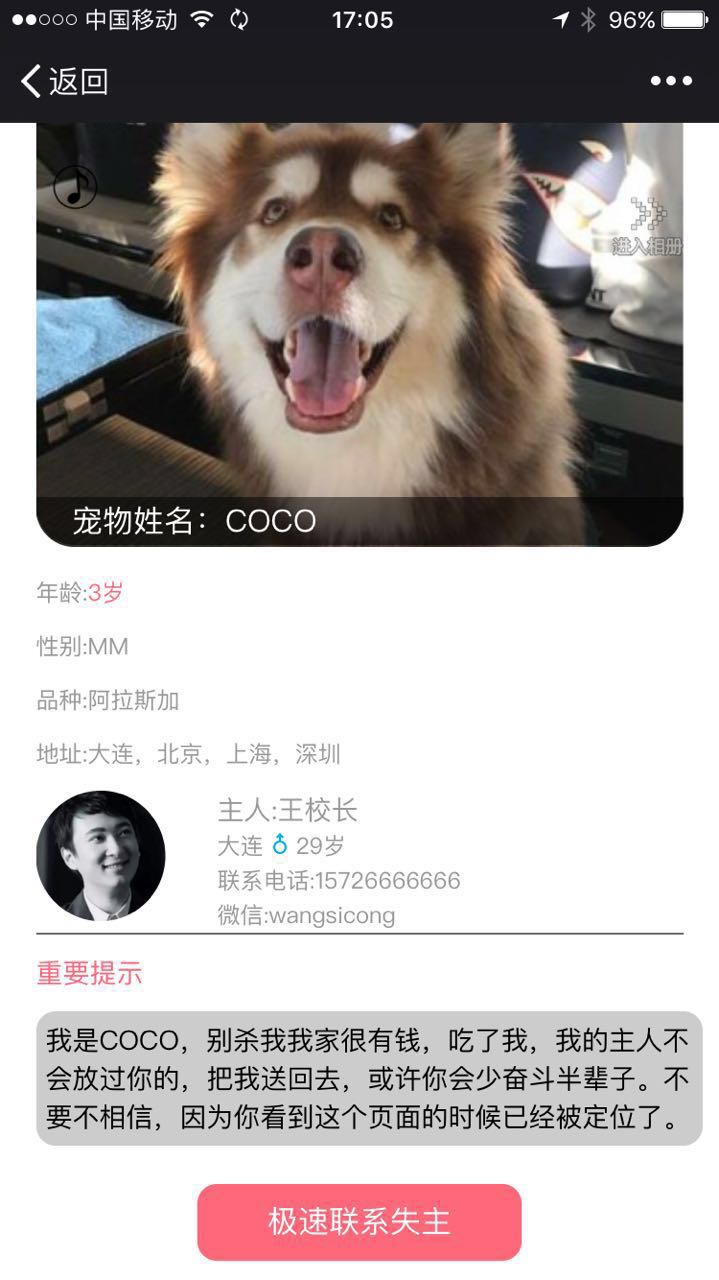 中国移动
17:05
96%
返回
进入相册
宠物姓名：COCO
年龄:3岁
性别:MM
品种:阿拉斯加
地址:大连，北京，上海，深圳
主人:王校长
大连 ♂ 29岁
联系电话:15726666666
微信:wangsicong
重要提示
我是COCO，别杀我我家很有钱，吃了我，我的主人不
会放过你的，把我送回去，或许你会少奋斗半辈子。不
要不相信，因为你看到这个页面的时候已经被定位了。
极速联系失主